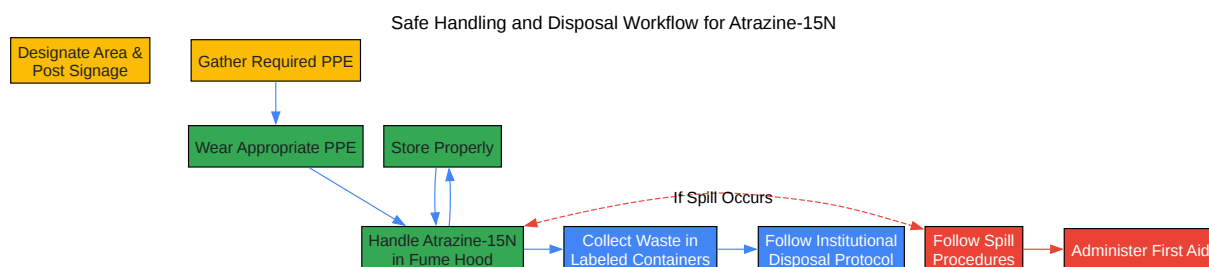 Safe Handling and Disposal Workflow for Atrazine-15N
Designate Area &
Post Signage
Gather Required PPE
Wear Appropriate PPE
Store Properly
If Spill Occurs
Handle Atrazine-15N
in Fume Hood
Collect Waste in
Labeled Containers
Follow Institutional
Disposal Protocol
Follow Spill
Procedures
Administer First Aid